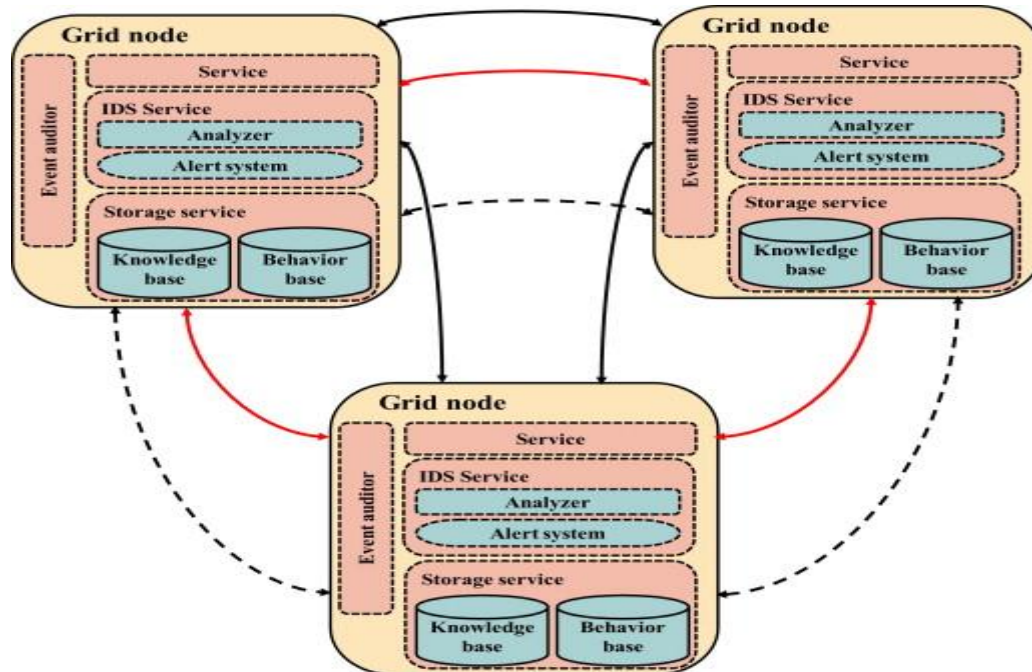 Grid node
Event auditor
Service
IDS Service
Analyzer
Alert system
Storage service
Knowledge
base
Behavior
base
Grid node
Event auditor
Service
IDS Service
Analyzer
Alert system
Storage service
Knowledge
base
Behavior
base
Grid node
Event auditor
Service
IDS Service
Analyzer
Alert system
Storage service
Knowledge
base
Behavior
base